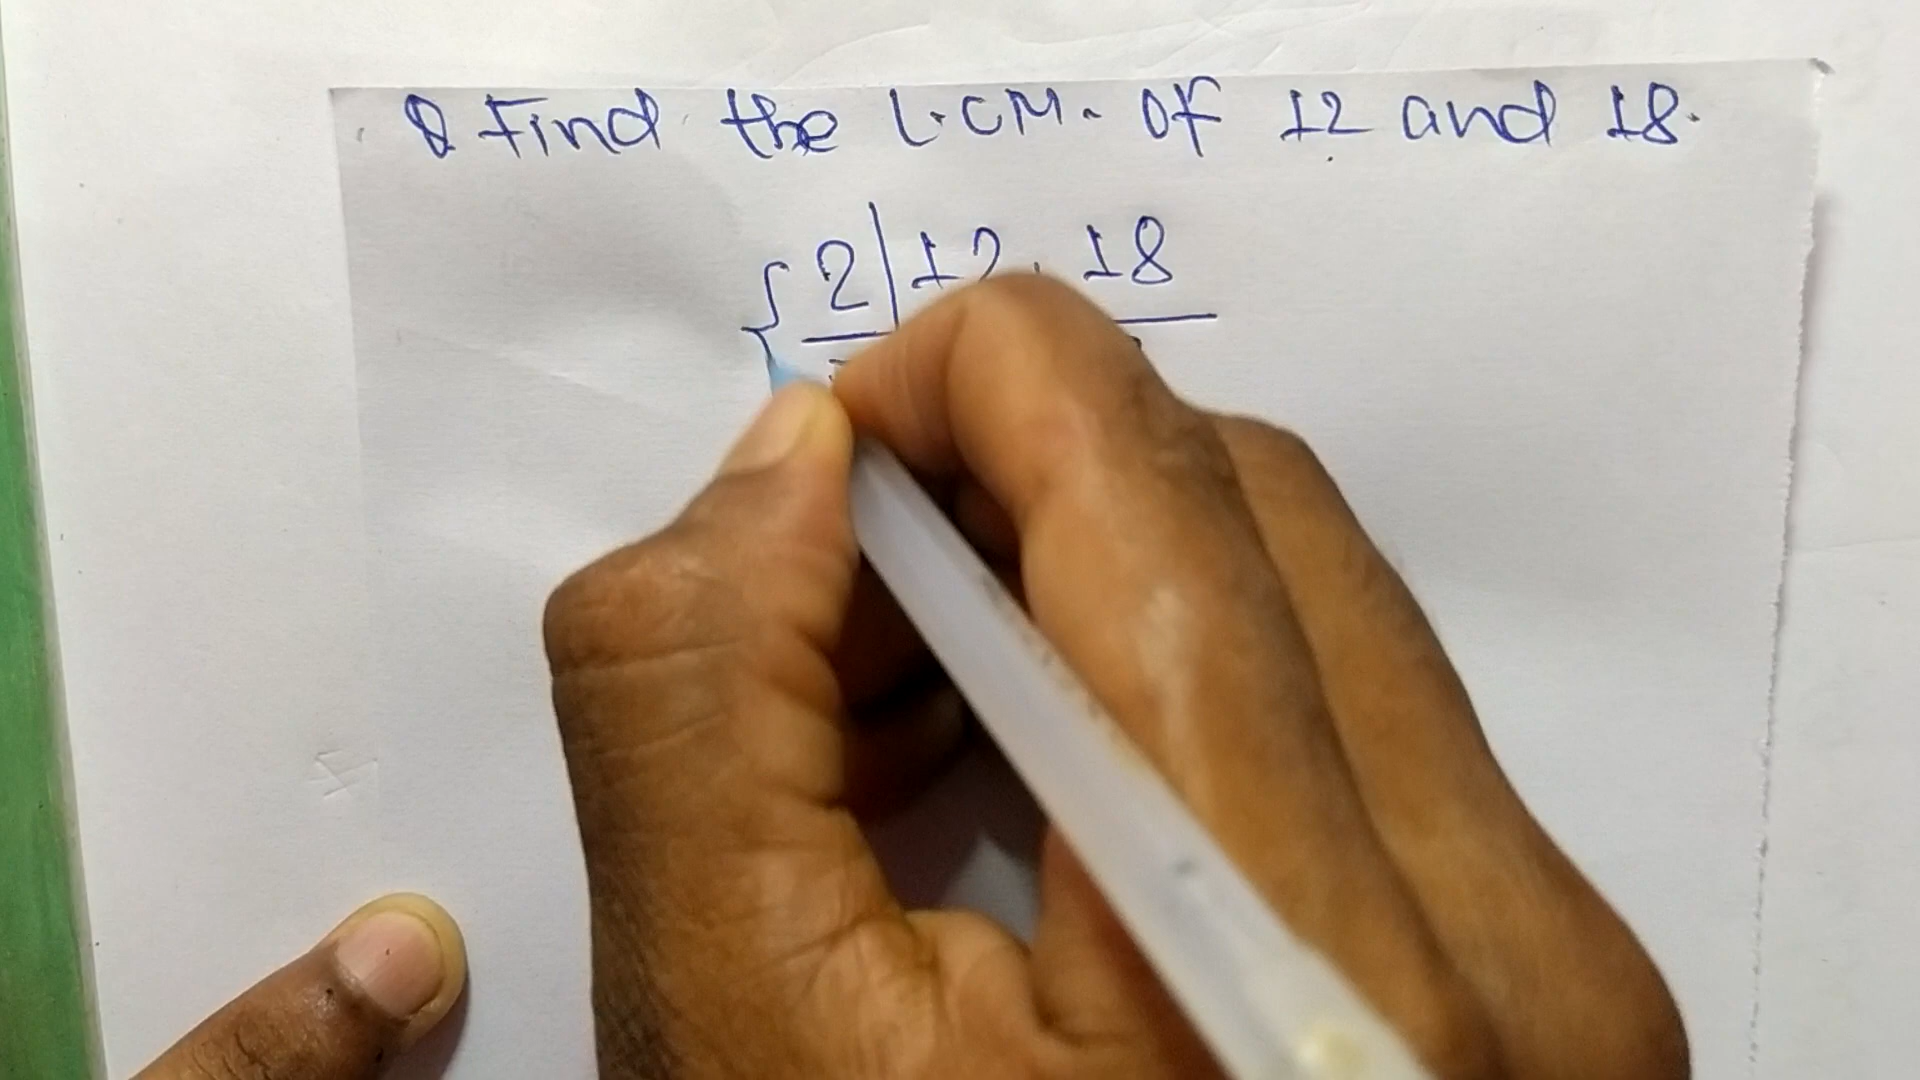 Q Find the L.C.M. Of 12 and 18.
2 | 12, 18